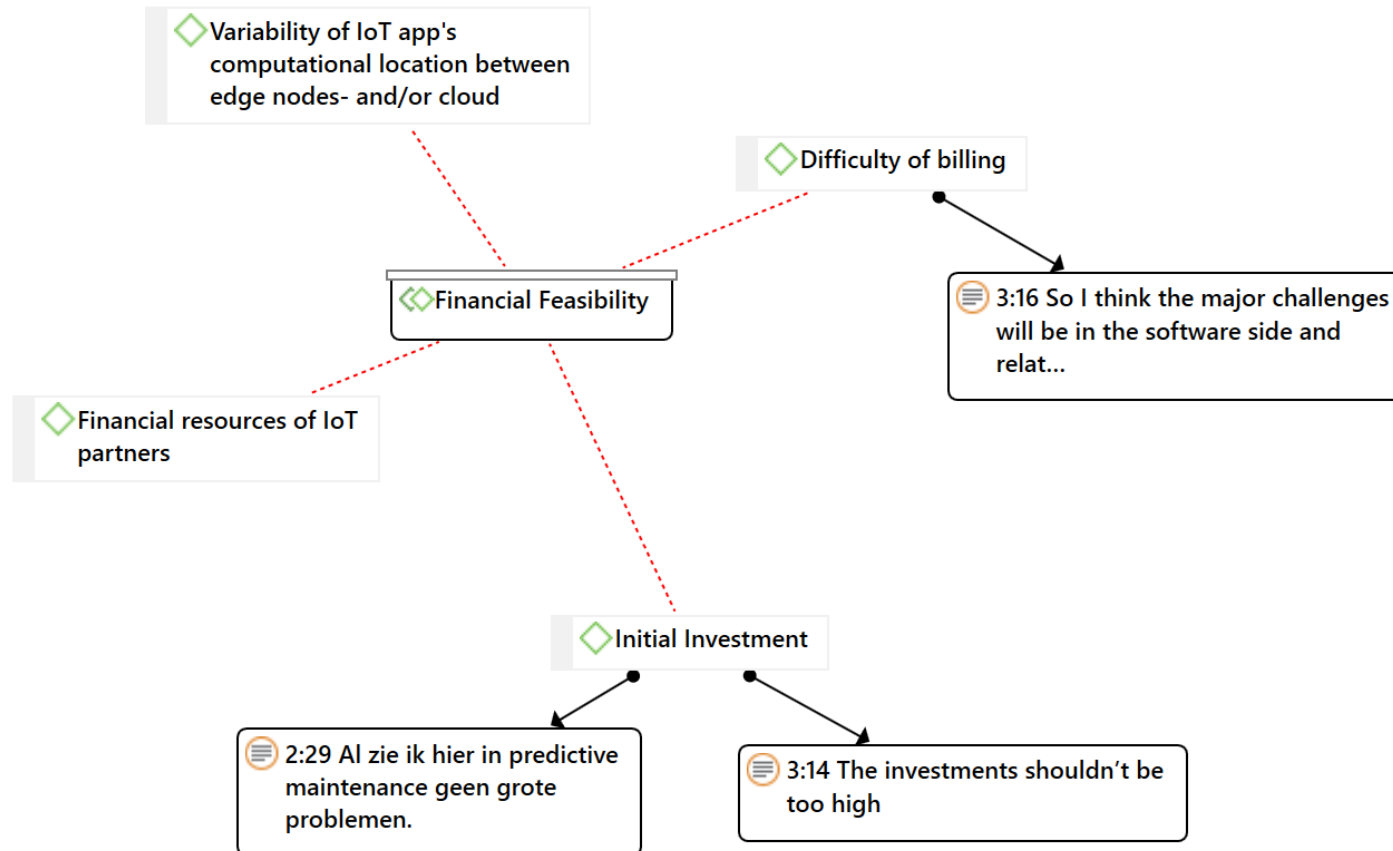 Variability of IoT app's
computational location between
edge nodes- and/or cloud
Difficulty of billing
Financial Feasibility
3:16 So I think the major challenges
will be in the software side and
relat...
Financial resources of IoT
partners
Initial Investment
2:29 Al zie ik hier in predictive
maintenance geen grote
problemen.
3:14 The investments shouldn’t be
too high